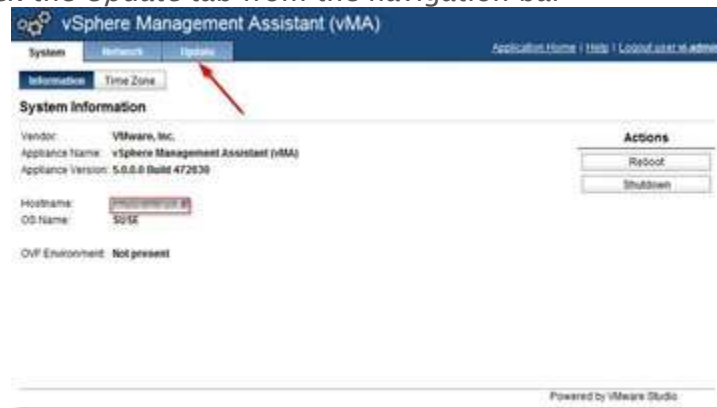 the Update tab from the navigation bar
vSphere Management Assistant (vMA)
System Network Update
Application Home | Help | Logout user
Information Time Zone
System Information
Vendor: VMware, Inc.
Appliance Name: vSphere Management Assistant (vMA)
Appliance Version: 5.0.0.0 Build 472630
Hostname:
OS Name: SUSE
OVF Environment: Not present
Actions
Reboot
Shutdown
Powered by VMware Studio